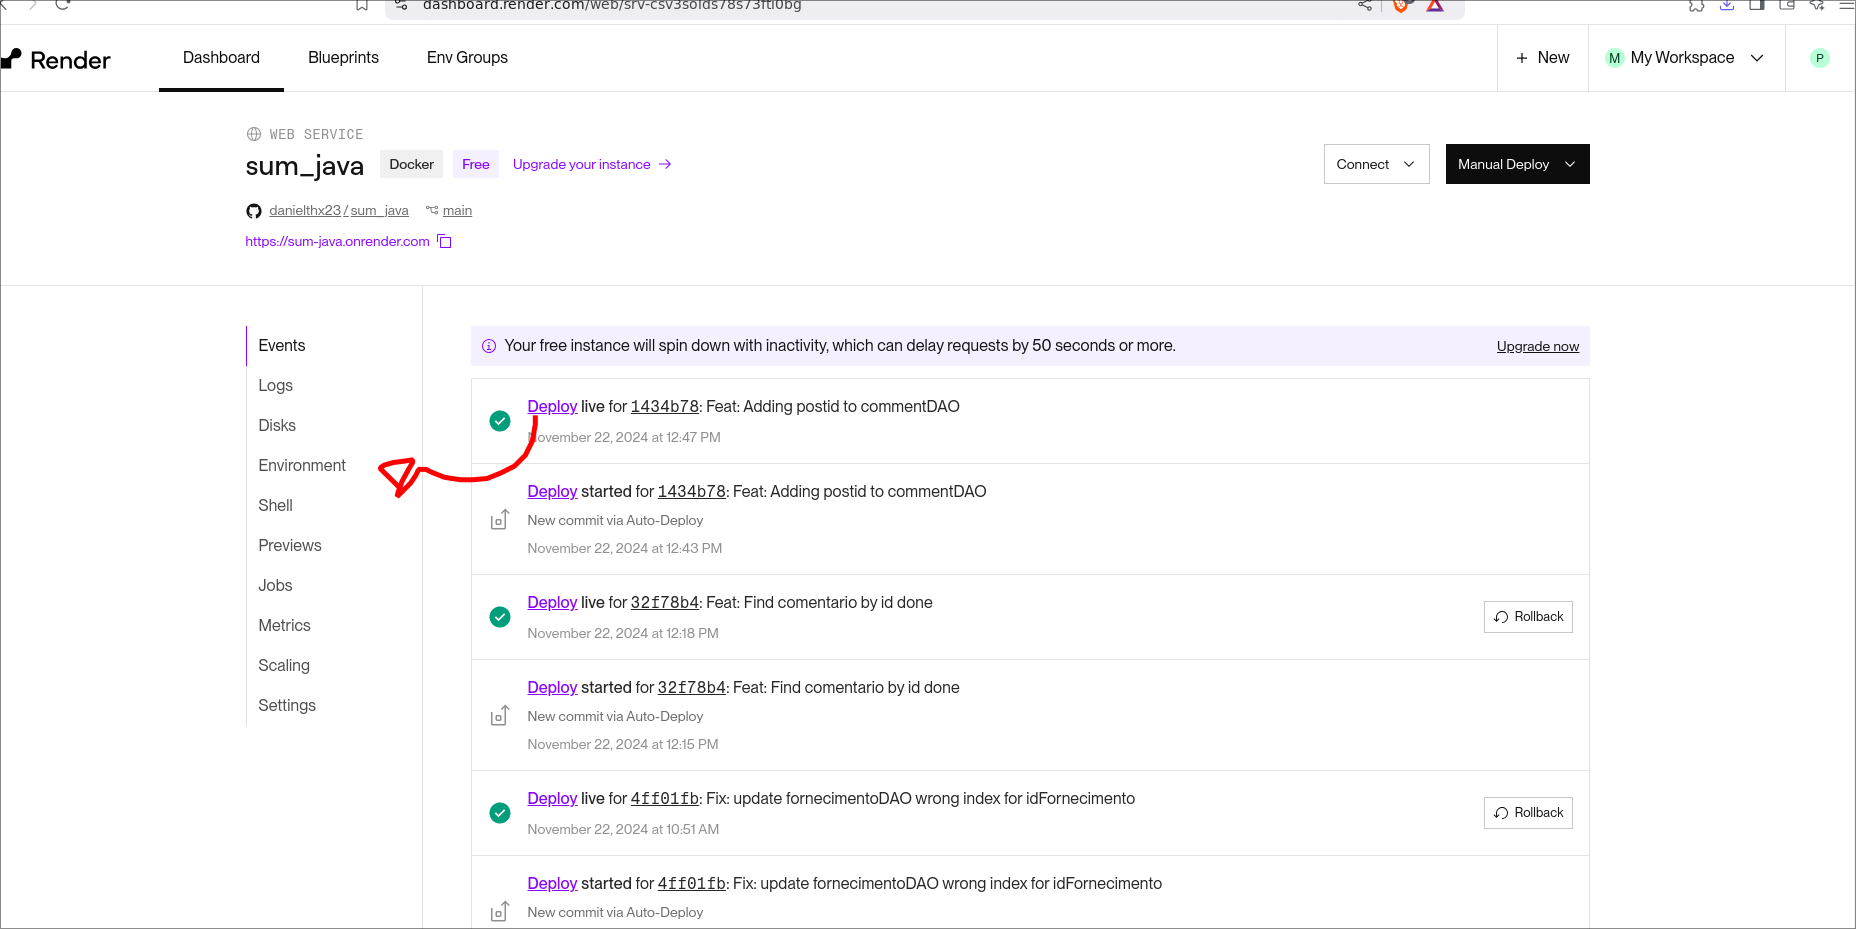 dashboard.render.com/web/srv-csv3solds78s73ftl0bg
Render
Dashboard
Blueprints
Env Groups
+ New
M My Workspace
P
WEB SERVICE
sum_java
Docker
Free
Upgrade your instance →
Connect
Manual Deploy
danielthx23 / sum_java
main
https://sum-java.onrender.com
Events
Logs
Disks
Environment
Shell
Previews
Jobs
Metrics
Scaling
Settings
Your free instance will spin down with inactivity, which can delay requests by 50 seconds or more.
Upgrade now
Deploy live for 1434b78: Feat: Adding postid to commentDAO
November 22, 2024 at 12:47 PM
Deploy started for 1434b78: Feat: Adding postid to commentDAO
New commit via Auto-Deploy
November 22, 2024 at 12:43 PM
Deploy live for 32f78b4: Feat: Find comentario by id done
November 22, 2024 at 12:18 PM
Rollback
Deploy started for 32f78b4: Feat: Find comentario by id done
New commit via Auto-Deploy
November 22, 2024 at 12:15 PM
Deploy live for 4ff01fb: Fix: update fornecimentoDAO wrong index for idFornecimento
November 22, 2024 at 10:51 AM
Rollback
Deploy started for 4ff01fb: Fix: update fornecimentoDAO wrong index for idFornecimento
New commit via Auto-Deploy